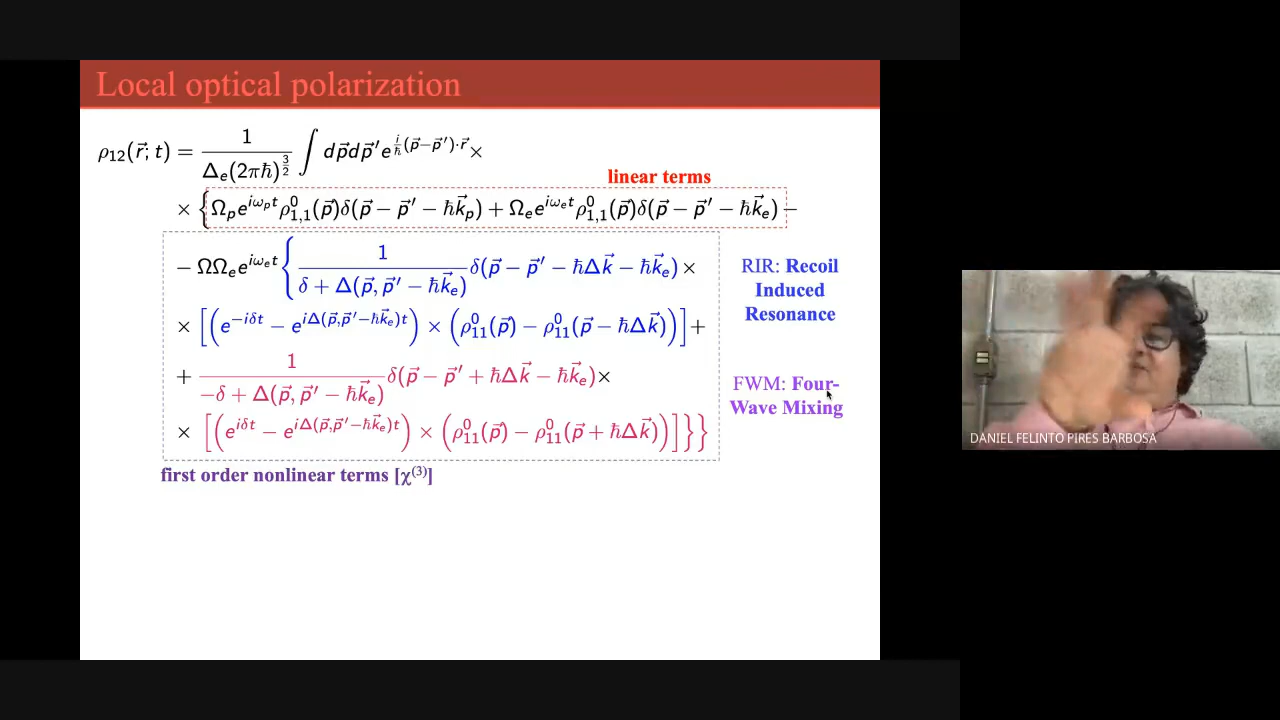 Local optical polarization
ρ₁₂(r⃗; t) = 1/(Δₑ(2πħ)^{3/2}) ∫ dp⃗dp⃗′e^{(i/ħ)(p⃗−p⃗′)·r⃗}×
linear terms
× {Ωₚe^{iωₚt}ρ⁰₁,₁(p⃗)δ(p⃗ − p⃗′ − ħk⃗ₚ) + Ωₑe^{iωₑt}ρ⁰₁,₁(p⃗)δ(p⃗ − p⃗′ − ħk⃗ₑ) −
− ΩΩₑe^{iωₑt}{1/(δ + Δ(p⃗, p⃗′ − ħk⃗ₑ)) δ(p⃗ − p⃗′ − ħΔk⃗ − ħk⃗ₑ)×
RIR: Recoil
Induced
Resonance
× [(e^{−iδt} − e^{iΔ(p⃗,p⃗′−ħk⃗ₑ)t}) × (ρ⁰₁₁(p⃗) − ρ⁰₁₁(p⃗ − ħΔk⃗))]+
+ 1/(−δ + Δ(p⃗, p⃗′ − ħk⃗ₑ)) δ(p⃗ − p⃗′ + ħΔk⃗ − ħk⃗ₑ)×
FWM: Four-
Wave Mixing
× [(e^{iδt} − e^{iΔ(p⃗,p⃗′−ħk⃗ₑ)t}) × (ρ⁰₁₁(p⃗) − ρ⁰₁₁(p⃗ + ħΔk⃗))]}}
first order nonlinear terms [χ⁽³⁾]
DANIEL FELINTO PIRES BARBOSA